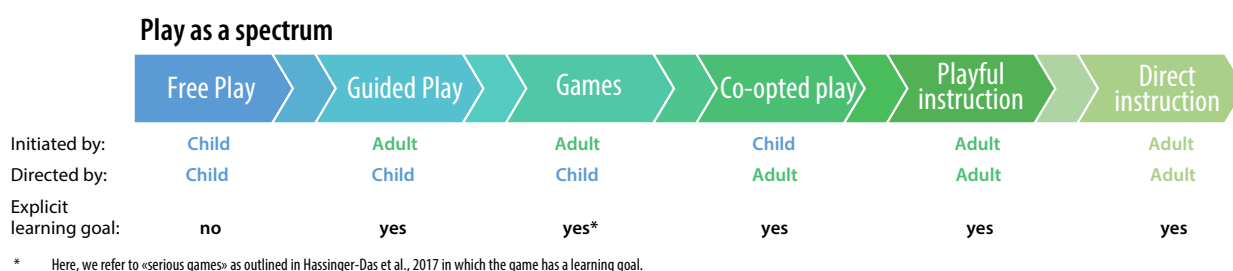 Play as a spectrum
Free Play Guided Play Games Co-opted play Playful instruction Direct instruction
Initiated by: Child Adult Adult Child Adult Adult
Directed by: Child Child Child Adult Adult Adult
Explicit
learning goal: no yes yes* yes yes yes
* Here, we refer to «serious games» as outlined in Hassinger-Das et al., 2017 in which the game has a learning goal.